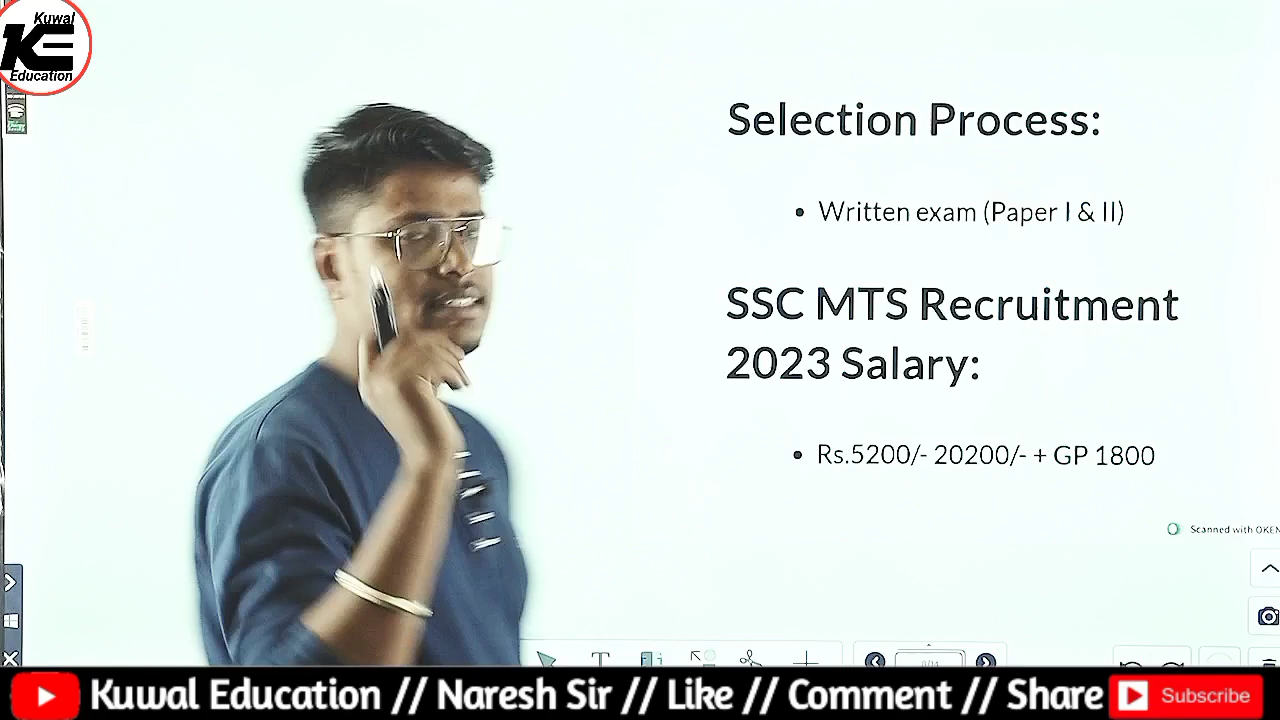 Kuwal
KE
Education
Selection Process:
• Written exam (Paper I & II)
SSC MTS Recruitment
2023 Salary:
• Rs.5200/- 20200/- + GP 1800
Scanned with OKEN
T
Kuwal Education // Naresh Sir // Like // Comment // Share
Subscribe